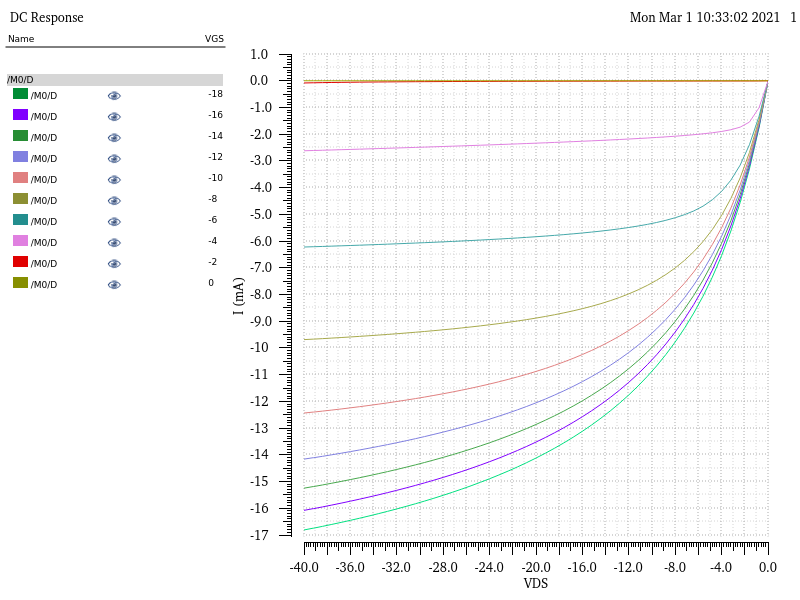 DC Response
Mon Mar 1 10:33:02 2021 1
Name VGS
/M0/D
/M0/D -18
/M0/D -16
/M0/D -14
/M0/D -12
/M0/D -10
/M0/D -8
/M0/D -6
/M0/D -4
/M0/D -2
/M0/D 0
I (mA)
1.0
0.0
-1.0
-2.0
-3.0
-4.0
-5.0
-6.0
-7.0
-8.0
-9.0
-10
-11
-12
-13
-14
-15
-16
-17
-40.0 -36.0 -32.0 -28.0 -24.0 -20.0 -16.0 -12.0 -8.0 -4.0 0.0
VDS